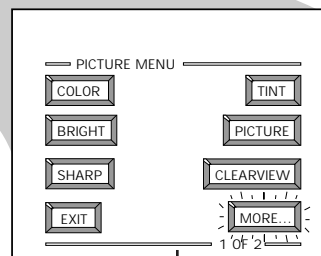 PICTURE MENU
COLOR TINT
BRIGHT PICTURE
SHARP CLEARVIEW
EXIT MORE...
1 OF 2